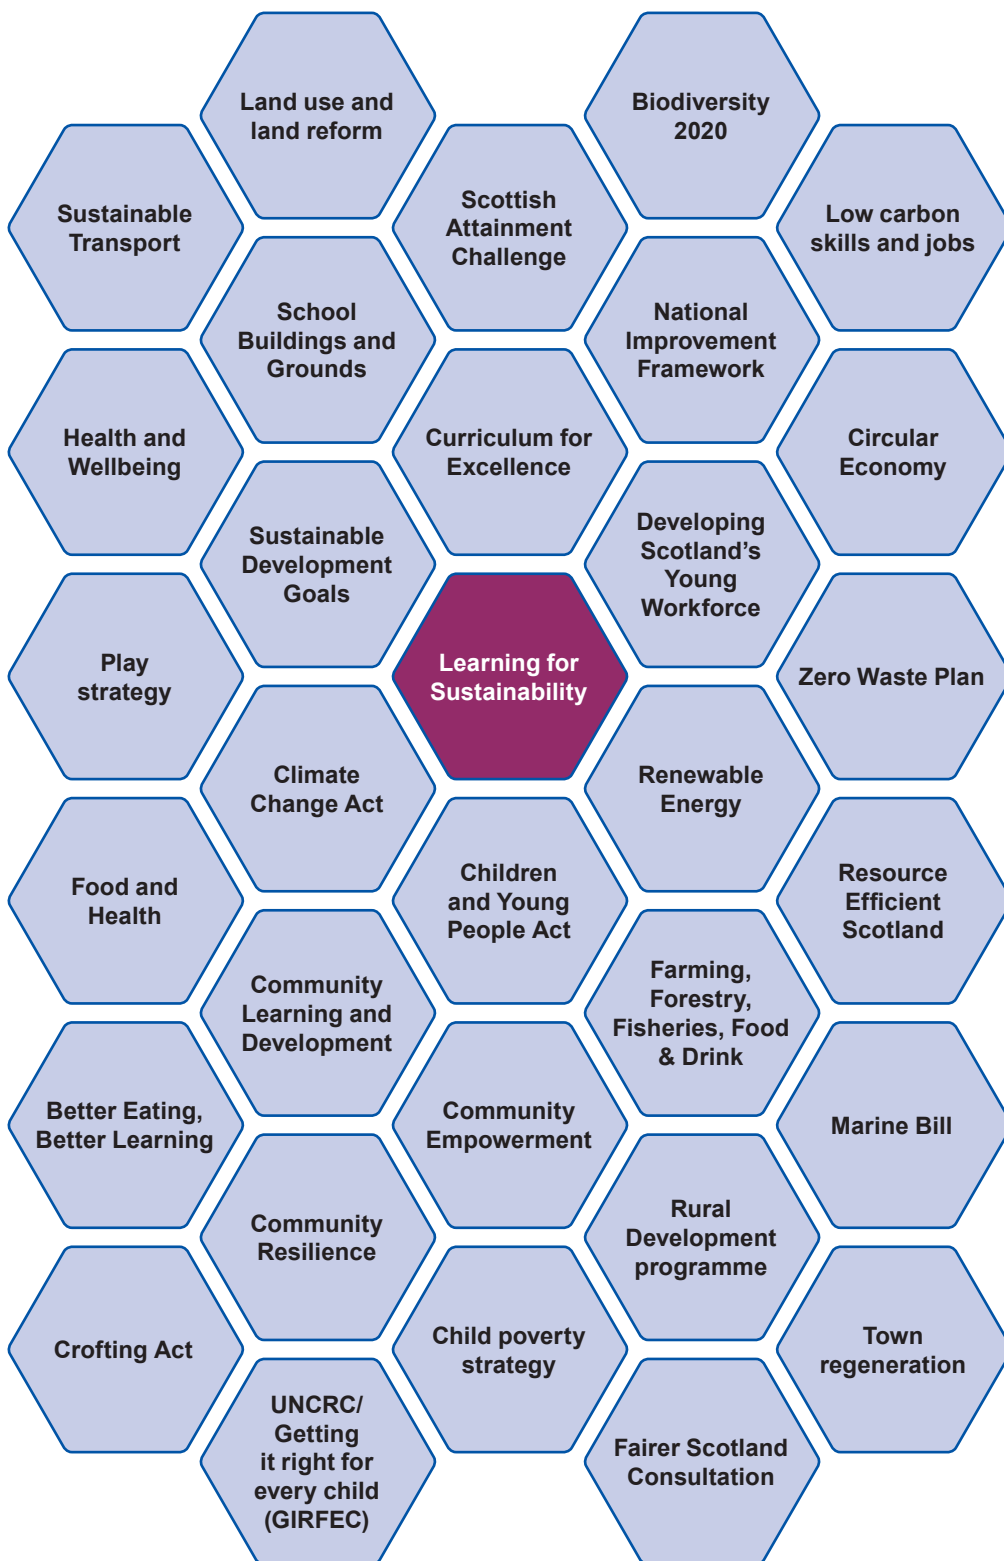 Land use and
land reform
Biodiversity
2020
Sustainable
Transport
Scottish
Attainment
Challenge
Low carbon
skills and jobs
School
Buildings and
Grounds
National
Improvement
Framework
Health and
Wellbeing
Curriculum for
Excellence
Circular
Economy
Sustainable
Development
Goals
Developing
Scotland’s
Young
Workforce
Play
strategy
Learning for
Sustainability
Zero Waste Plan
Climate
Change Act
Renewable
Energy
Food and
Health
Children
and Young
People Act
Resource
Efficient
Scotland
Community
Learning and
Development
Farming,
Forestry,
Fisheries, Food
& Drink
Better Eating,
Better Learning
Community
Empowerment
Marine Bill
Community
Resilience
Rural
Development
programme
Crofting Act
Child poverty
strategy
Town
regeneration
UNCRC/
Getting
it right for
every child
(GIRFEC)
Fairer Scotland
Consultation